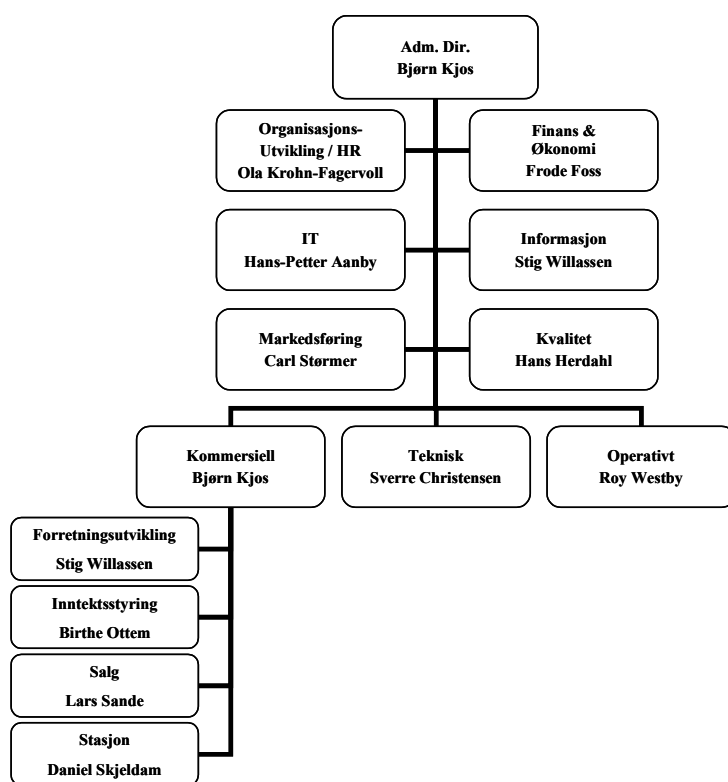 Adm. Dir.
Bjørn Kjos
Organisasjons-
Utvikling / HR
Ola Krohn-Fagervoll
Finans &
Økonomi
Frode Foss
IT
Hans-Petter Aanby
Informasjon
Stig Willassen
Markedsføring
Carl Størmer
Kvalitet
Hans Herdahl
Kommersiell
Bjørn Kjos
Teknisk
Sverre Christensen
Operativt
Roy Westby
Forretningsutvikling
Stig Willassen
Inntektsstyring
Birthe Ottem
Salg
Lars Sande
Stasjon
Daniel Skjeldam